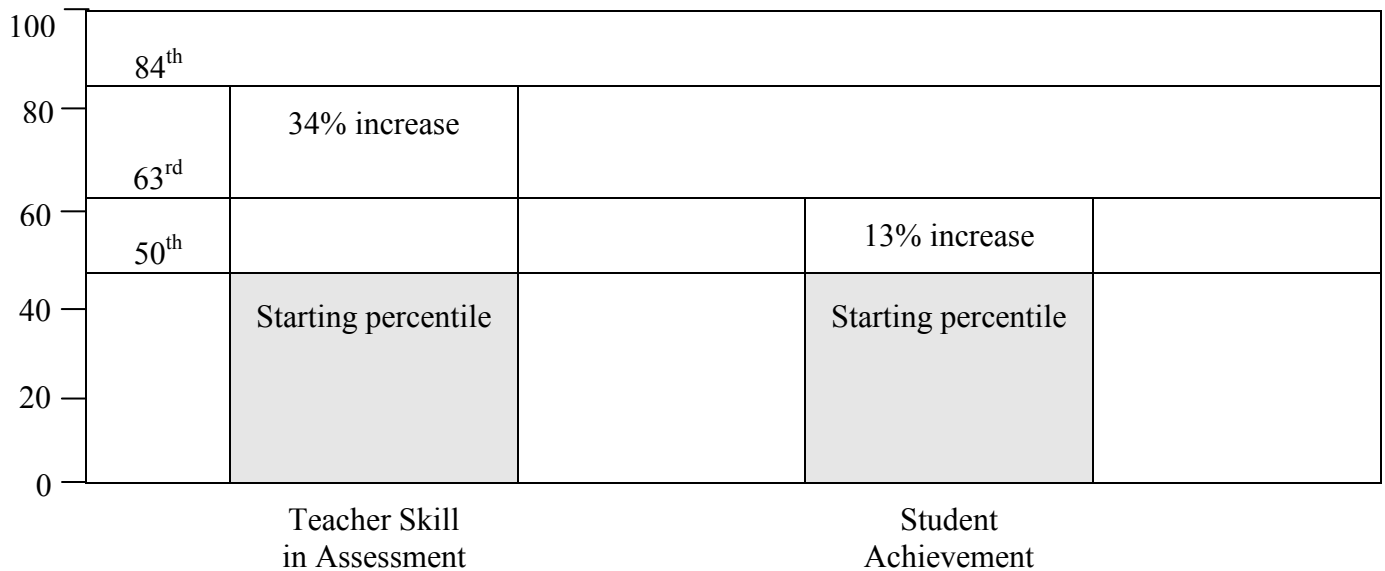 100
84th
80
34% increase
63rd
60
50th
13% increase
40
Starting percentile
Starting percentile
20
0
Teacher Skill
in Assessment
Student
Achievement